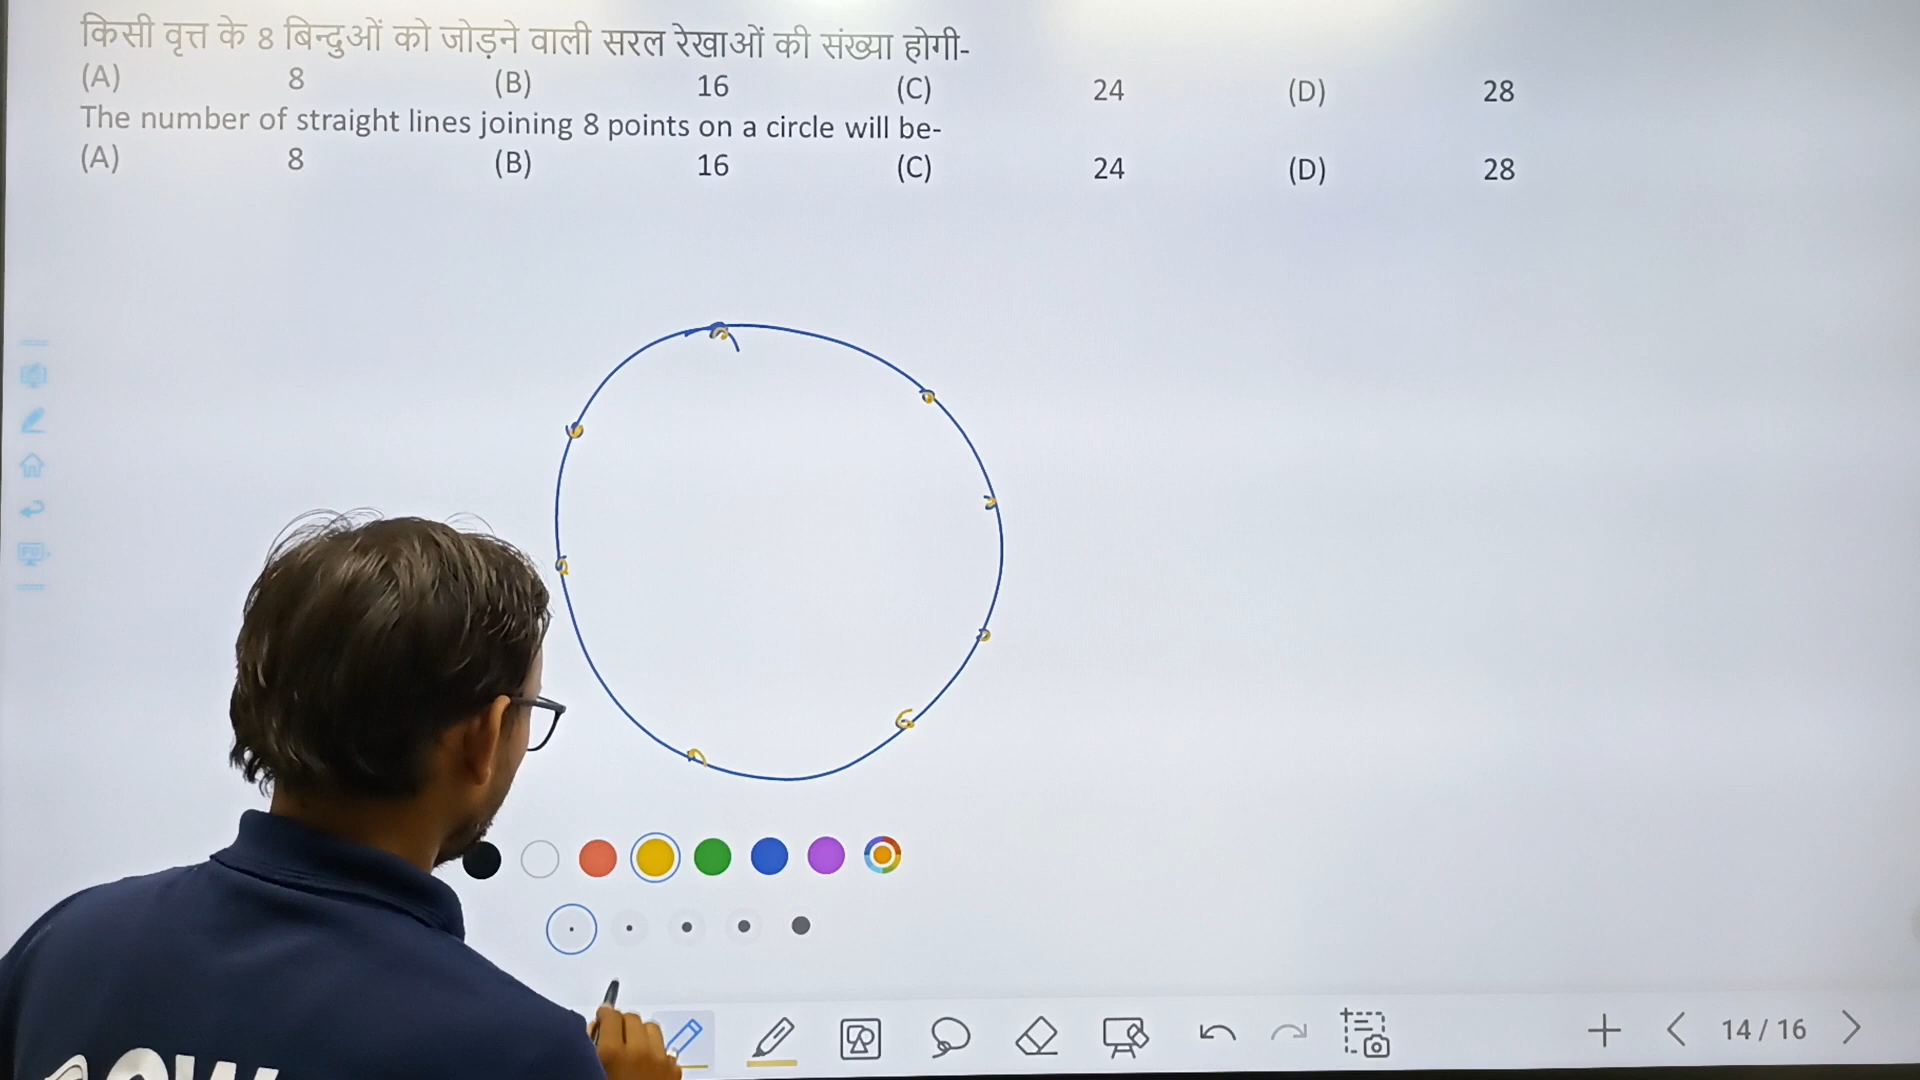 किसी वृत्त के 8 बिन्दुओं को जोड़ने वाली सरल रेखाओं की संख्या होगी-
(A) 8 (B) 16 (C) 24 (D) 28
The number of straight lines joining 8 points on a circle will be-
(A) 8 (B) 16 (C) 24 (D) 28
14 / 16